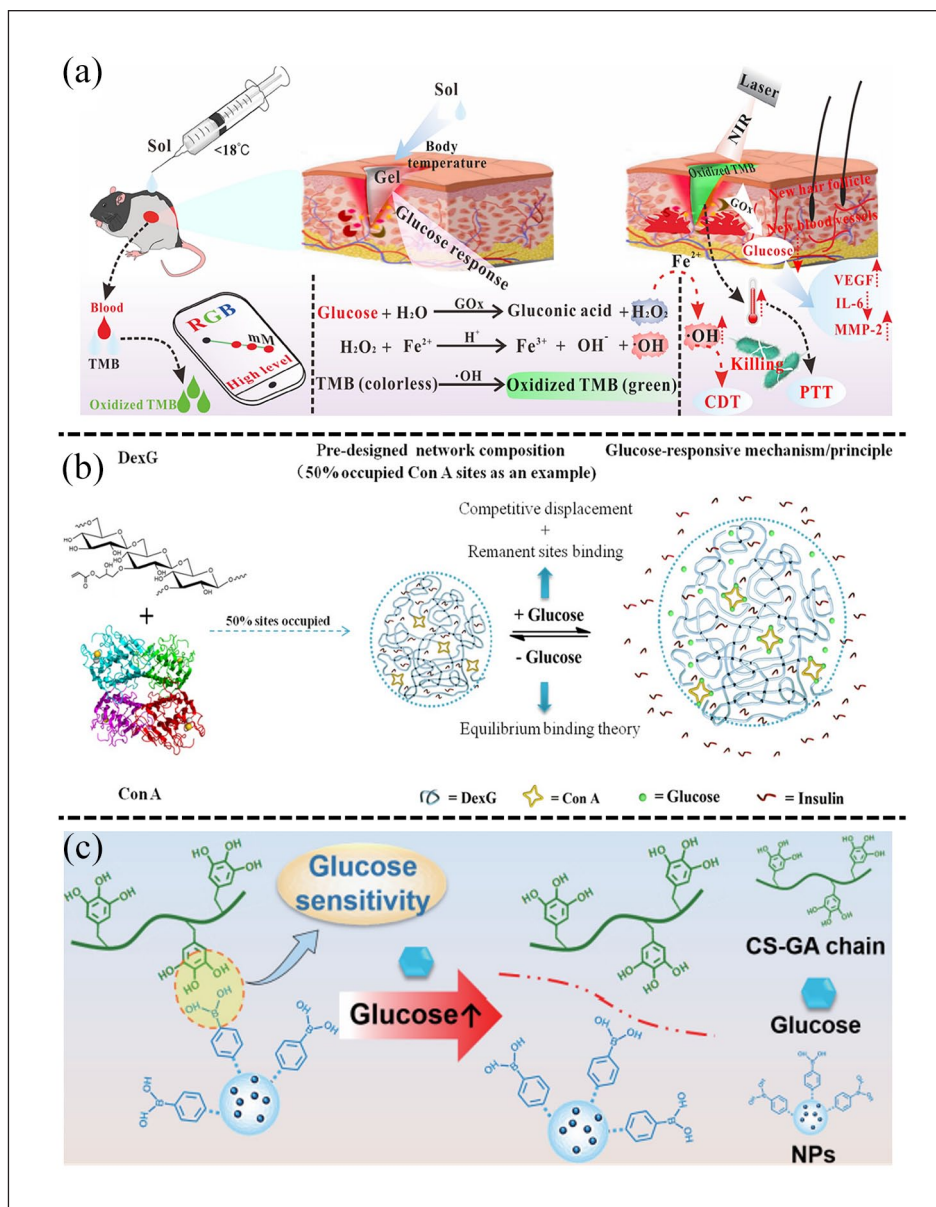 (a)
Sol
<18℃
Sol
Body
temperature
Gel
Glucose response
Laser
NIR
Oxidized TMB
GOx
New hair follicle
New blood vessels
Glucose
Blood
TMB
Oxidized TMB
RGB
mM
High level
Glucose + H₂O GOx Gluconic acid + H₂O₂
H₂O₂ + Fe²⁺ H⁺ Fe³⁺ + OH⁻ + ·OH
TMB (colorless) ·OH Oxidized TMB (green)
Fe²⁺
·OH
CDT
Killing
PTT
VEGF
IL-6
MMP-2
(b)
DexG
Pre-designed network composition
(50% occupied Con A sites as an example)
Glucose-responsive mechanism/principle
Competitive displacement
+
Remanent sites binding
HO
O
OH
+
50% sites occupied
+ Glucose
- Glucose
Equilibrium binding theory
Con A
= DexG
= Con A
= Glucose
= Insulin
(c)
Glucose
sensitivity
HO
OH
B
Glucose↑
CS-GA chain
Glucose
NPs